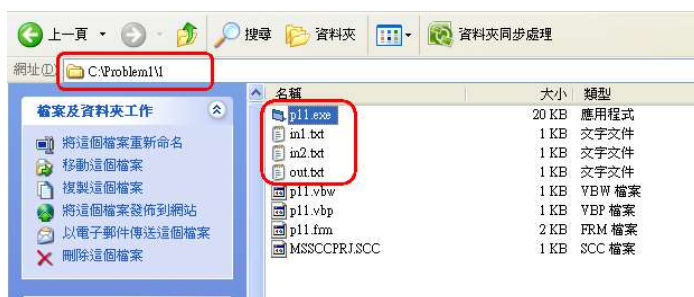 上一頁 搜尋 資料夾 資料夾同步處理
網址(D) C:\Problem1\1
檔案及資料夾工作
將這個檔案重新命名
移動這個檔案
複製這個檔案
將這個檔案發佈到網站
以電子郵件傳送這個檔案
刪除這個檔案
名稱 大小 類型
p11.exe 20 KB 應用程式
in1.txt 1 KB 文字文件
in2.txt 1 KB 文字文件
out.txt 1 KB 文字文件
p11.vbw 1 KB VBW 檔案
p11.vbp 1 KB VBP 檔案
p11.frm 2 KB FRM 檔案
MSSCCPRJ.SCC 1 KB SCC 檔案